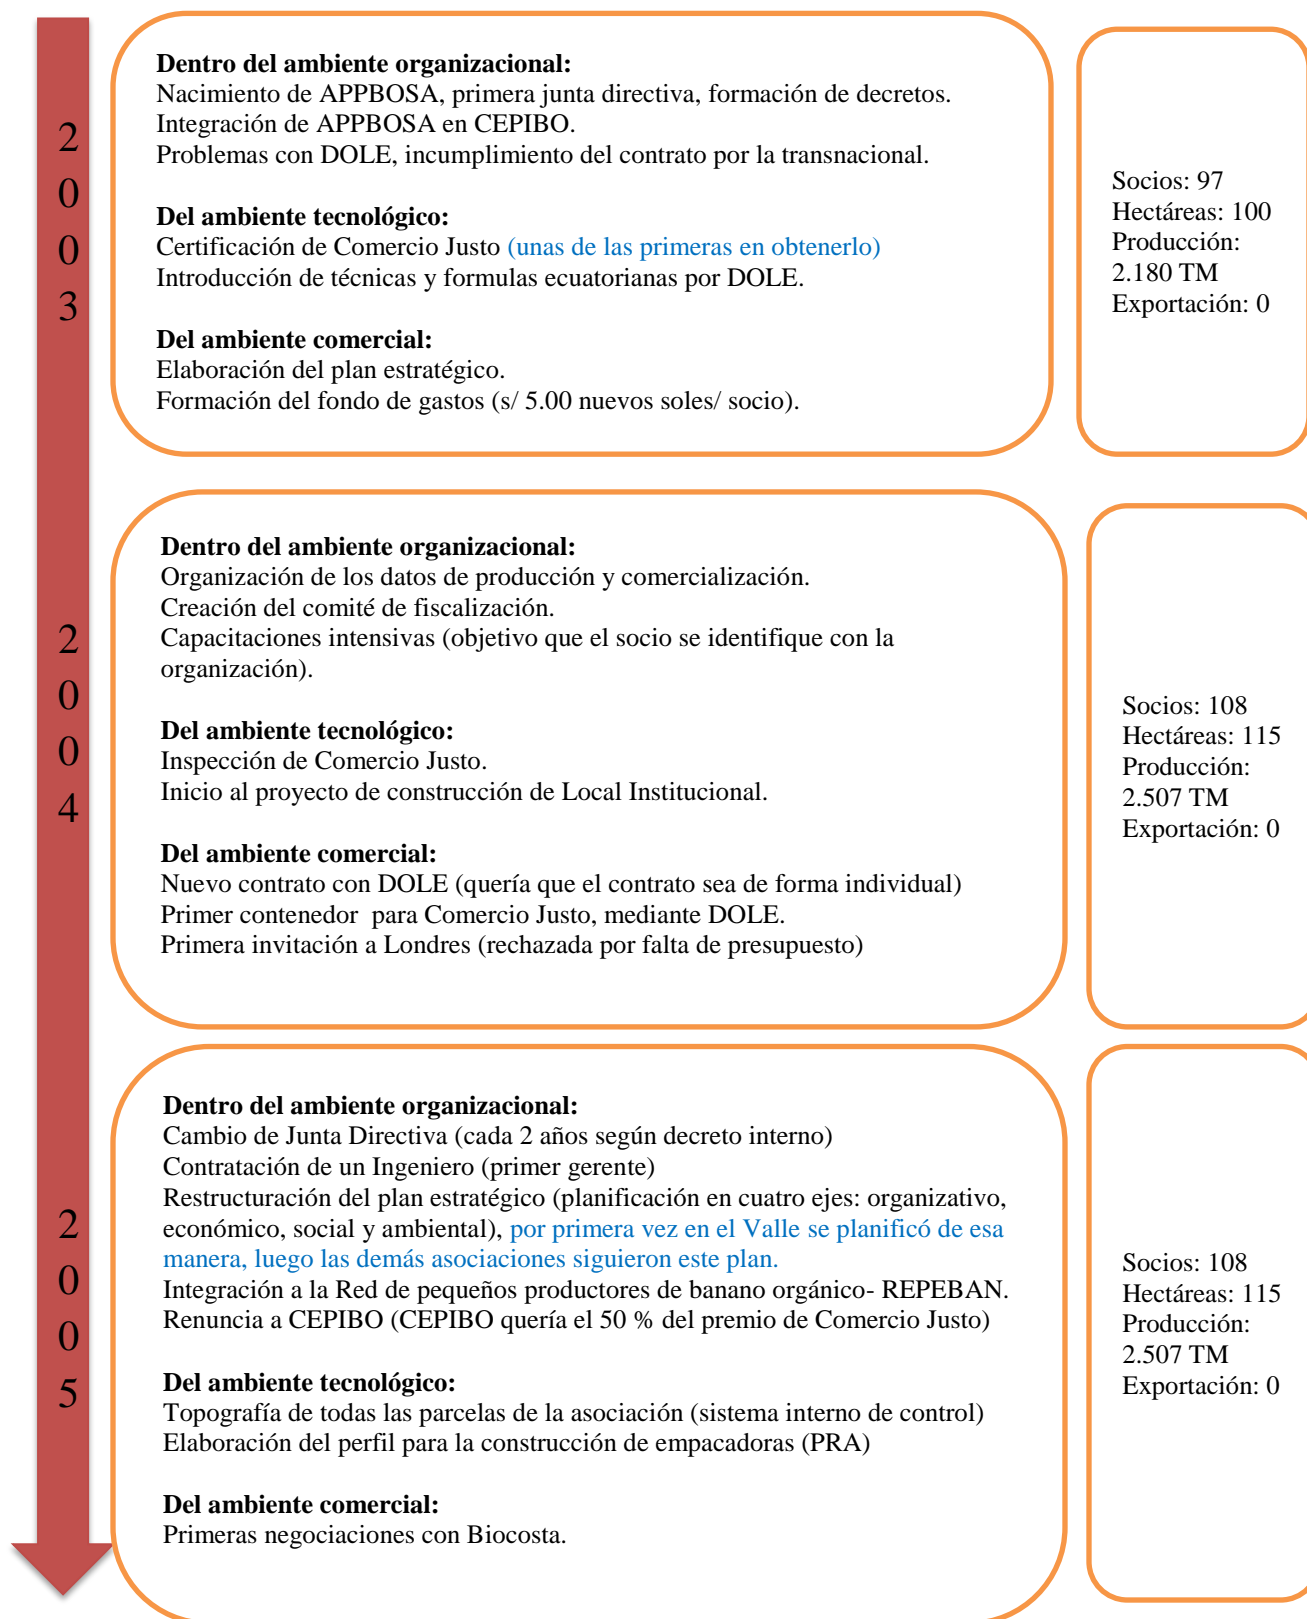 2
0
0
3
Dentro del ambiente organizacional:
Nacimiento de APPBOSA, primera junta directiva, formación de decretos.
Integración de APPBOSA en CEPIBO.
Problemas con DOLE, incumplimiento del contrato por la transnacional.
Del ambiente tecnológico:
Certificación de Comercio Justo (unas de las primeras en obtenerlo)
Introducción de técnicas y formulas ecuatorianas por DOLE.
Del ambiente comercial:
Elaboración del plan estratégico.
Formación del fondo de gastos (s/ 5.00 nuevos soles/ socio).
Socios: 97
Hectáreas: 100
Producción:
2.180 TM
Exportación: 0
2
0
0
4
Dentro del ambiente organizacional:
Organización de los datos de producción y comercialización.
Creación del comité de fiscalización.
Capacitaciones intensivas (objetivo que el socio se identifique con la
organización).
Del ambiente tecnológico:
Inspección de Comercio Justo.
Inicio al proyecto de construcción de Local Institucional.
Del ambiente comercial:
Nuevo contrato con DOLE (quería que el contrato sea de forma individual)
Primer contenedor  para Comercio Justo, mediante DOLE.
Primera invitación a Londres (rechazada por falta de presupuesto)
Socios: 108
Hectáreas: 115
Producción:
2.507 TM
Exportación: 0
2
0
0
5
Dentro del ambiente organizacional:
Cambio de Junta Directiva (cada 2 años según decreto interno)
Contratación de un Ingeniero (primer gerente)
Restructuración del plan estratégico (planificación en cuatro ejes: organizativo,
económico, social y ambiental), por primera vez en el Valle se planificó de esa
manera, luego las demás asociaciones siguieron este plan.
Integración a la Red de pequeños productores de banano orgánico- REPEBAN.
Renuncia a CEPIBO (CEPIBO quería el 50 % del premio de Comercio Justo)
Del ambiente tecnológico:
Topografía de todas las parcelas de la asociación (sistema interno de control)
Elaboración del perfil para la construcción de empacadoras (PRA)
Del ambiente comercial:
Primeras negociaciones con Biocosta.
Socios: 108
Hectáreas: 115
Producción:
2.507 TM
Exportación: 0